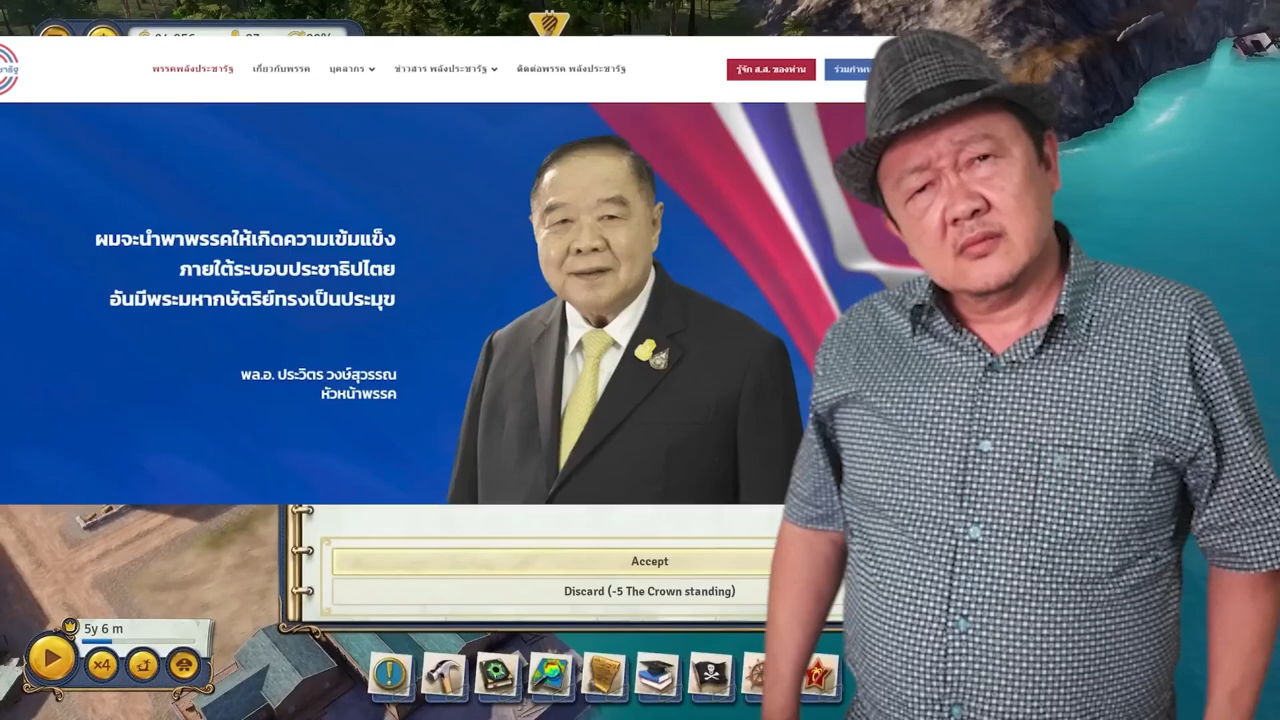 พรรคพลังประชารัฐ
เกี่ยวกับพรรค
บุคลากร
ข่าวสาร พลังประชารัฐ
ติดต่อพรรค พลังประชารัฐ
รู้จัก ส.ส. ของท่าน
ผมจะนำพาพรรคให้เกิดความเข้มแข็ง
ภายใต้ระบอบประชาธิปไตย
อันมีพระมหากษัตริย์ทรงเป็นประมุข
พล.อ. ประวิตร วงษ์สุวรรณ
หัวหน้าพรรค
Accept
Discard (-5 The Crown standing)
5y 6 m
x4